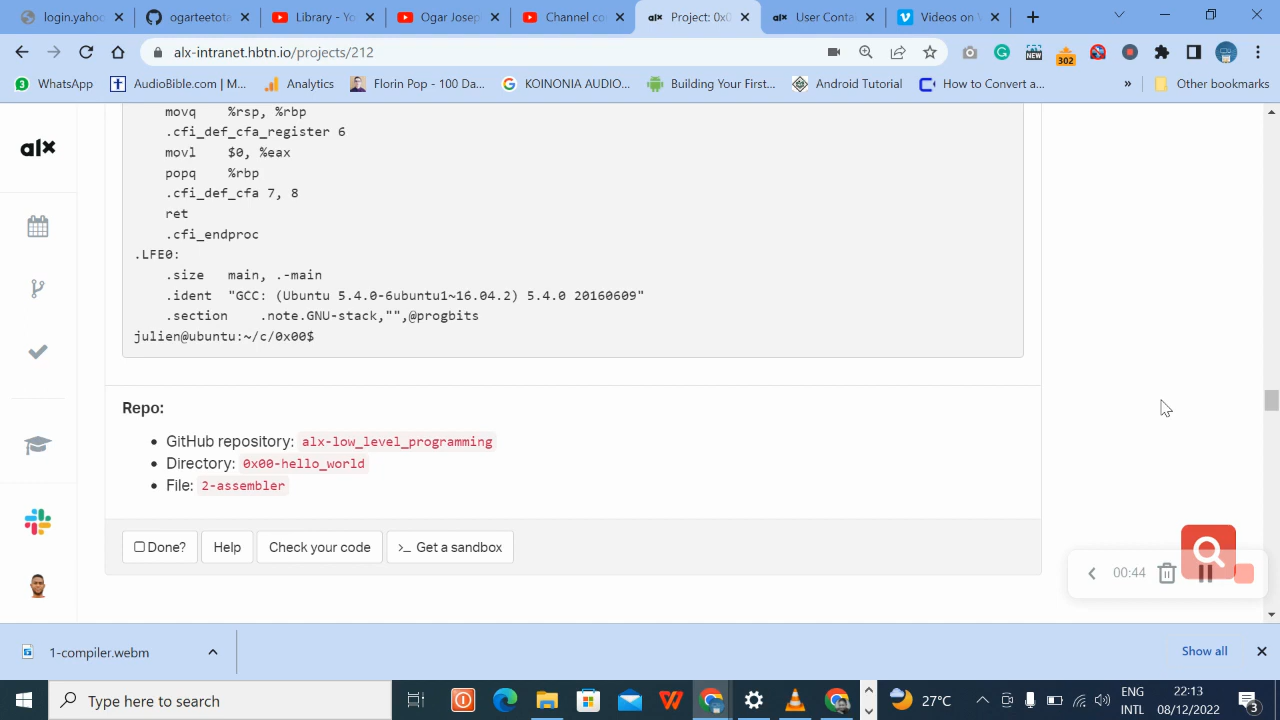 login.yahoo
ogarteetota
Library - Yo
Ogar Josep
Channel co
Project: 0x0
User Conta
Videos on V
alx-intranet.hbtn.io/projects/212
NEW
302
WhatsApp
AudioBible.com | M...
Analytics
Florin Pop - 100 Da...
KOINONIA AUDIO...
Building Your First...
Android Tutorial
How to Convert a...
»
Other bookmarks
alx
movq %rsp, %rbp
.cfi_def_cfa_register 6
movl $0, %eax
popq %rbp
.cfi_def_cfa 7, 8
ret
.cfi_endproc
.LFE0:
.size main, .-main
.ident "GCC: (Ubuntu 5.4.0-6ubuntu1~16.04.2) 5.4.0 20160609"
.section .note.GNU-stack,"",@progbits
julien@ubuntu:~/c/0x00$
Repo:
• GitHub repository: alx-low_level_programming
• Directory: 0x00-hello_world
• File: 2-assembler
Done?
Help
Check your code
>_ Get a sandbox
00:44
1-compiler.webm
Show all
Type here to search
27°C
ENG
INTL
22:13
08/12/2022
3